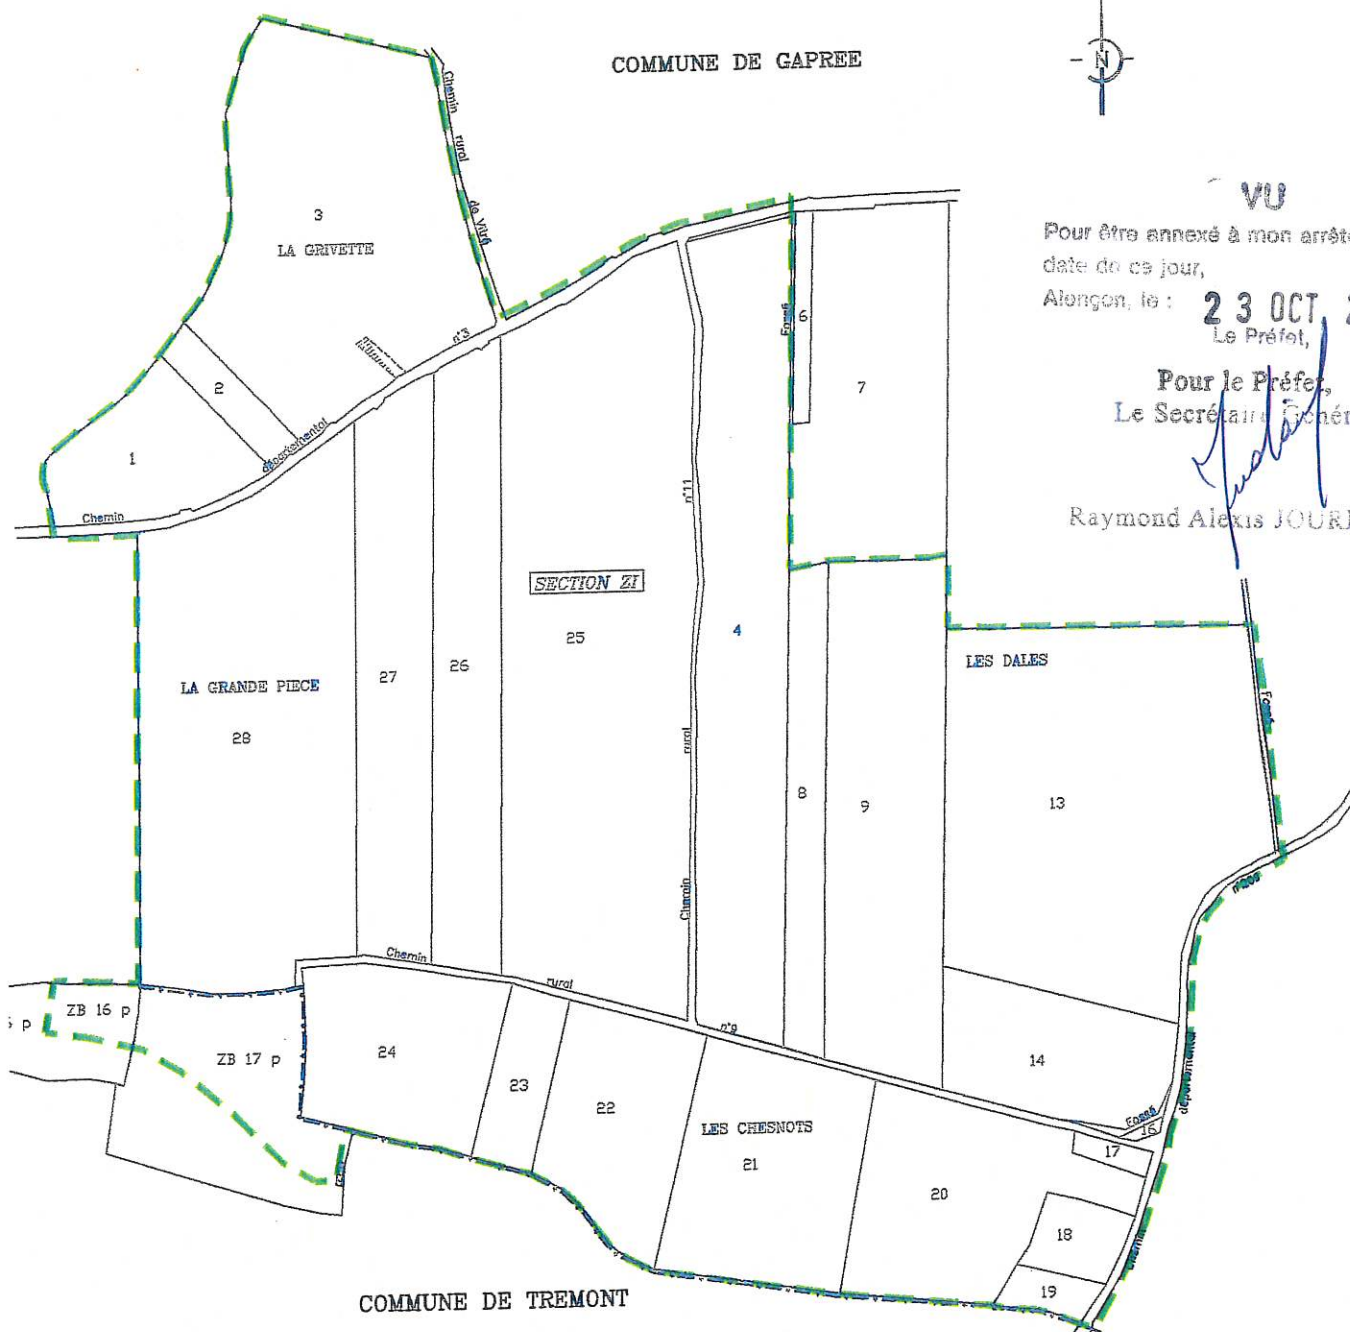 COMMUNE DE GAPREE
N
VU
Pour être annexé à mon arrêté
date de ce jour,
Alençon, le :
23 OCT. 2
Le Préfet,
Pour le Préfet,
Le Secrétaire Génér
Raymond Alexis JOUR
Chemin
rural
de Vitré
3
LA GRIVETTE
n°3
2
départemental
1
Chemin
Fossé
6
7
n°11
SECTION ZI
25
4
LES DALES
LA GRANDE PIECE
27
26
Fossé
28
rural
8
9
13
Chemin
Chemin
rural
n°9
ZB 16 p
p
ZB 17 p
24
23
22
LES CHESNOTS
21
14
départemental
Fossé
16
17
20
18
19
Chemin
COMMUNE DE TREMONT